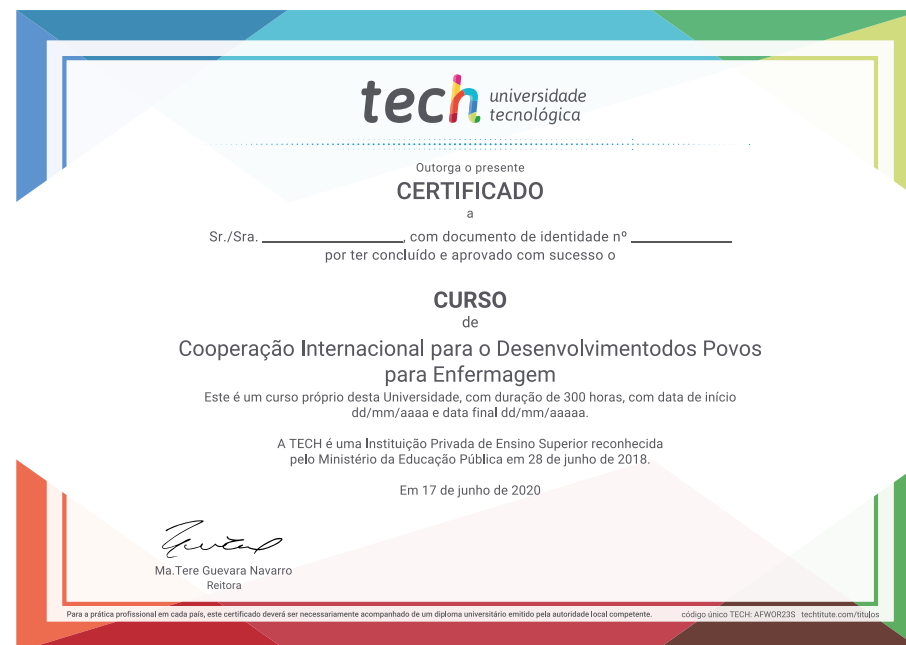 tech universidade
tecnológica
Outorga o presente
CERTIFICADO
a
Sr./Sra. ________________, com documento de identidade nº ____________
por ter concluído e aprovado com sucesso o
CURSO
de
Cooperação Internacional para o Desenvolvimentodos Povos
para Enfermagem
Este é um curso próprio desta Universidade, com duração de 300 horas, com data de início
dd/mm/aaaa e data final dd/mm/aaaaa.
A TECH é uma Instituição Privada de Ensino Superior reconhecida
pelo Ministério da Educação Pública em 28 de junho de 2018.
Em 17 de junho de 2020
Ma.Tere Guevara Navarro
Reitora
Para a prática profissional em cada país, este certificado deverá ser necessariamente acompanhado de um diploma universitário emitido pela autoridade local competente. código único TECH: AFWOR23S techtitute.com/titulos